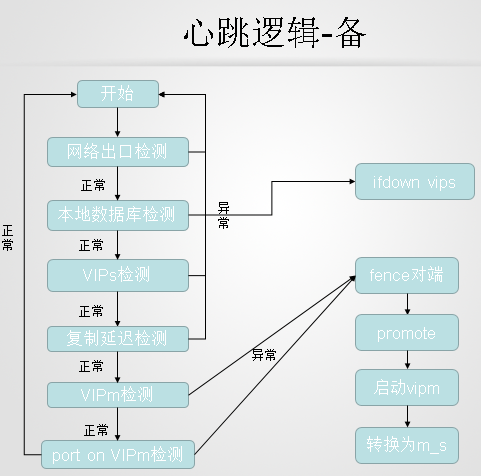 心跳逻辑-备
开始
网络出口检测
正常
本地数据库检测
异常
ifdown vips
正常
正常
VIPs检测
fence对端
正常
复制延迟检测
promote
异常
正常
VIPm检测
启动vipm
正常
port on VIPm检测
转换为m_s